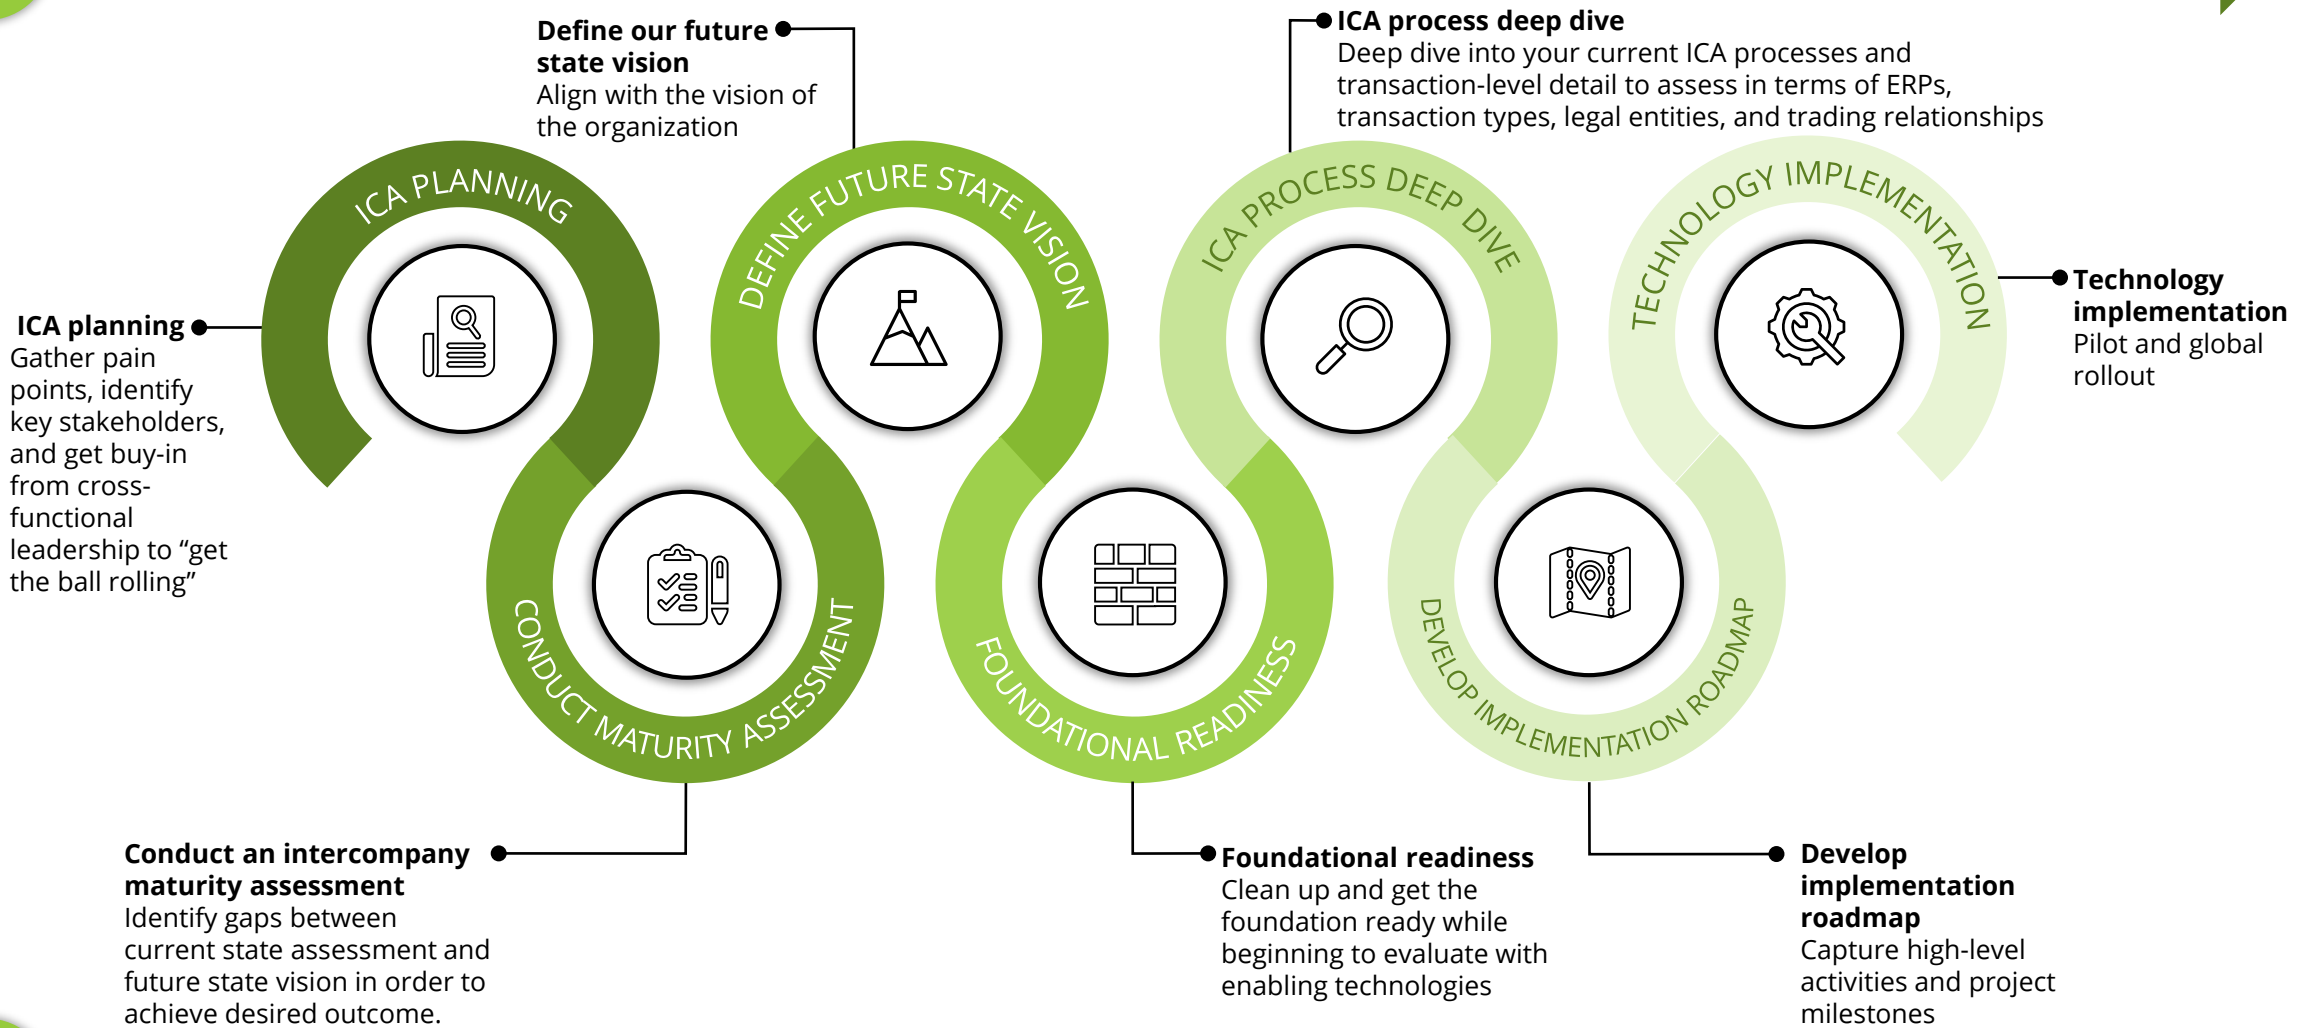 Define our future
state vision
Align with the vision of
the organization
ICA process deep dive
Deep dive into your current ICA processes and
transaction-level detail to assess in terms of ERPs,
transaction types, legal entities, and trading relationships
ICA PLANNING
DEFINE FUTURE STATE VISION
ICA PROCESS DEEP DIVE
TECHNOLOGY IMPLEMENTATION
ICA planning
Gather pain
points, identify
key stakeholders,
and get buy-in
from cross-
functional
leadership to “get
the ball rolling”
Technology
implementation
Pilot and global
rollout
CONDUCT MATURITY ASSESSMENT
FOUNDATIONAL READINESS
DEVELOP IMPLEMENTATION ROADMAP
Conduct an intercompany
maturity assessment
Identify gaps between
current state assessment and
future state vision in order to
achieve desired outcome.
Foundational readiness
Clean up and get the
foundation ready while
beginning to evaluate with
enabling technologies
Develop
implementation
roadmap
Capture high-level
activities and project
milestones